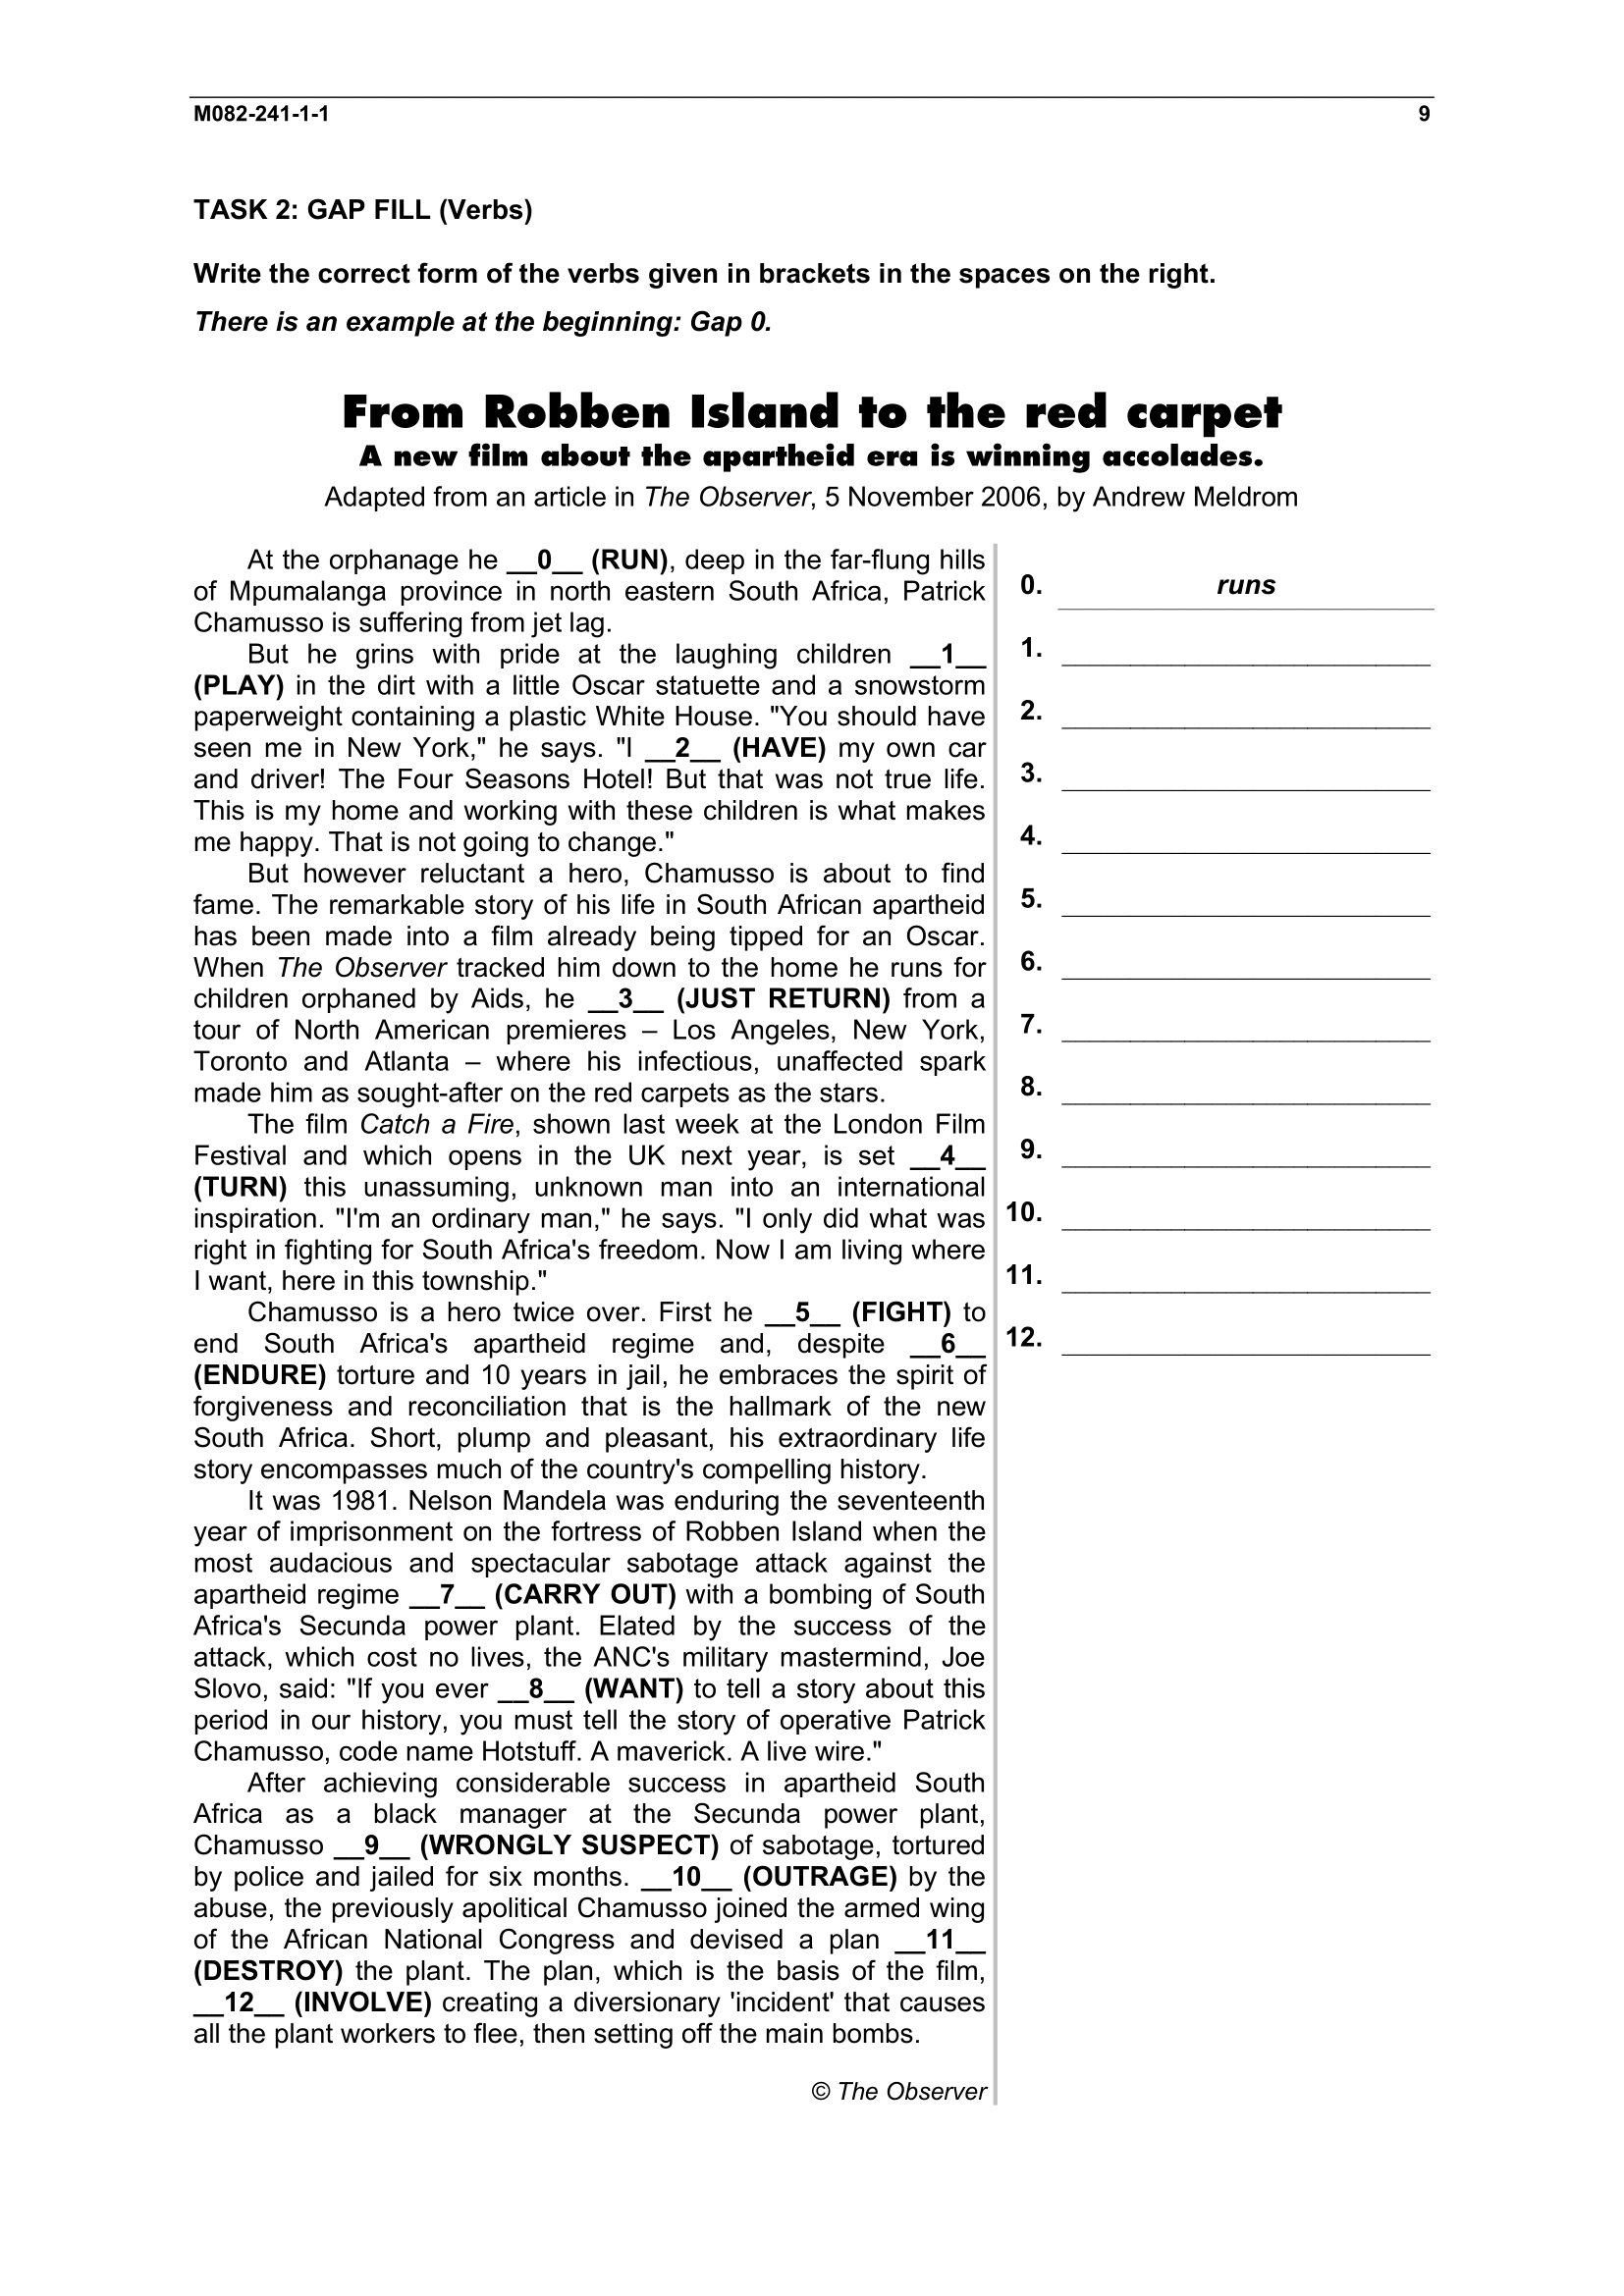 M082-241-1-1 9
TASK 2: GAP FILL (Verbs)
Write the correct form of the verbs given in brackets in the spaces on the right.
There is an example at the beginning: Gap 0.
From Robben Island to the red carpet
A new film about the apartheid era is winning accolades.
Adapted from an article in The Observer, 5 November 2006, by Andrew Meldrom
At the orphanage he __0__ (RUN), deep in the far-flung hills
of Mpumalanga province in north eastern South Africa, Patrick
Chamusso is suffering from jet lag.
But he grins with pride at the laughing children __1__
(PLAY) in the dirt with a little Oscar statuette and a snowstorm
paperweight containing a plastic White House. "You should have
seen me in New York," he says. "I __2__ (HAVE) my own car
and driver! The Four Seasons Hotel! But that was not true life.
This is my home and working with these children is what makes
me happy. That is not going to change."
But however reluctant a hero, Chamusso is about to find
fame. The remarkable story of his life in South African apartheid
has been made into a film already being tipped for an Oscar.
When The Observer tracked him down to the home he runs for
children orphaned by Aids, he __3__ (JUST RETURN) from a
tour of North American premieres – Los Angeles, New York,
Toronto and Atlanta – where his infectious, unaffected spark
made him as sought-after on the red carpets as the stars.
The film Catch a Fire, shown last week at the London Film
Festival and which opens in the UK next year, is set __4__
(TURN) this unassuming, unknown man into an international
inspiration. "I'm an ordinary man," he says. "I only did what was
right in fighting for South Africa's freedom. Now I am living where
I want, here in this township."
Chamusso is a hero twice over. First he __5__ (FIGHT) to
end South Africa's apartheid regime and, despite __6__
(ENDURE) torture and 10 years in jail, he embraces the spirit of
forgiveness and reconciliation that is the hallmark of the new
South Africa. Short, plump and pleasant, his extraordinary life
story encompasses much of the country's compelling history.
It was 1981. Nelson Mandela was enduring the seventeenth
year of imprisonment on the fortress of Robben Island when the
most audacious and spectacular sabotage attack against the
apartheid regime __7__ (CARRY OUT) with a bombing of South
Africa's Secunda power plant. Elated by the success of the
attack, which cost no lives, the ANC's military mastermind, Joe
Slovo, said: "If you ever __8__ (WANT) to tell a story about this
period in our history, you must tell the story of operative Patrick
Chamusso, code name Hotstuff. A maverick. A live wire."
After achieving considerable success in apartheid South
Africa as a black manager at the Secunda power plant,
Chamusso __9__ (WRONGLY SUSPECT) of sabotage, tortured
by police and jailed for six months. __10__ (OUTRAGE) by the
abuse, the previously apolitical Chamusso joined the armed wing
of the African National Congress and devised a plan __11__
(DESTROY) the plant. The plan, which is the basis of the film,
__12__ (INVOLVE) creating a diversionary 'incident' that causes
all the plant workers to flee, then setting off the main bombs.
© The Observer
0. runs
1.
2.
3.
4.
5.
6.
7.
8.
9.
10.
11.
12.